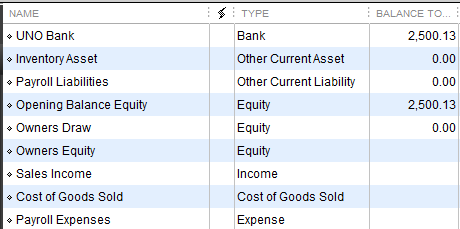 NAME TYPE BALANCE TO...
UNO Bank Bank 2,500.13
Inventory Asset Other Current Asset 0.00
Payroll Liabilities Other Current Liability 0.00
Opening Balance Equity Equity 2,500.13
Owners Draw Equity 0.00
Owners Equity Equity
Sales Income Income
Cost of Goods Sold Cost of Goods Sold
Payroll Expenses Expense